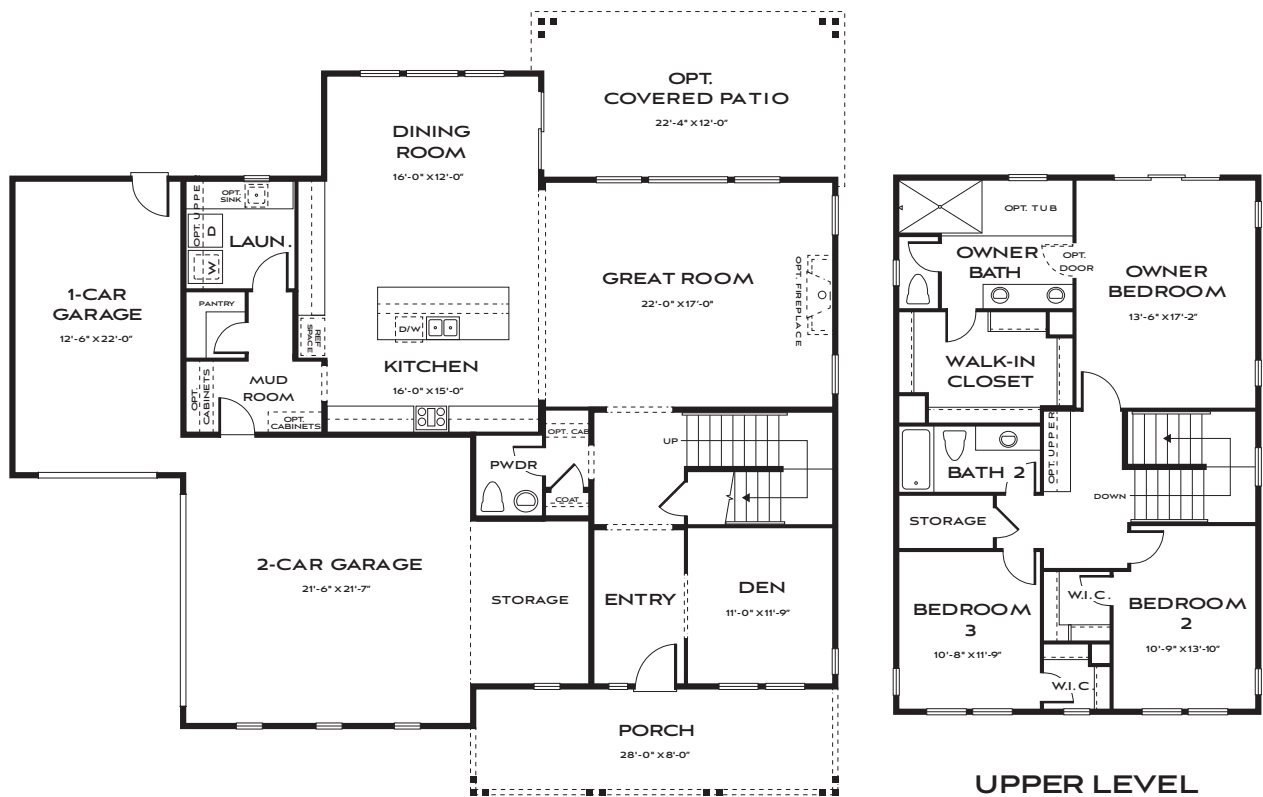 OPT.
COVERED PATIO
22'-4" X 12'-0"
DINING
ROOM
16'-0" X 12'-0"
OPT. UPPER
OPT.
SINK
D
W
LAUN.
1-CAR
GARAGE
12'-6" X 22'-0"
PANTRY
REF
SPACE
D/W
GREAT ROOM
22'-0" X 17'-0"
OPT. FIREPLACE
KITCHEN
16'-0" X 15'-0"
MUD
ROOM
OPT.
CABINETS
OPT.
CABINETS
PWDR
OPT. CAB
COAT
UP
2-CAR GARAGE
21'-6" X 21'-7"
STORAGE
ENTRY
DEN
11'-0" X 11'-9"
PORCH
28'-0" X 8'-0"
OPT. TUB
OWNER
BATH
OPT.
DOOR
OWNER
BEDROOM
13'-6" X 17'-2"
WALK-IN
CLOSET
OPT. UPPER
BATH 2
DOWN
STORAGE
W.I.C.
BEDROOM
3
10'-8" X 11'-9"
BEDROOM
2
10'-9" X 13'-10"
W.I.C.
UPPER LEVEL